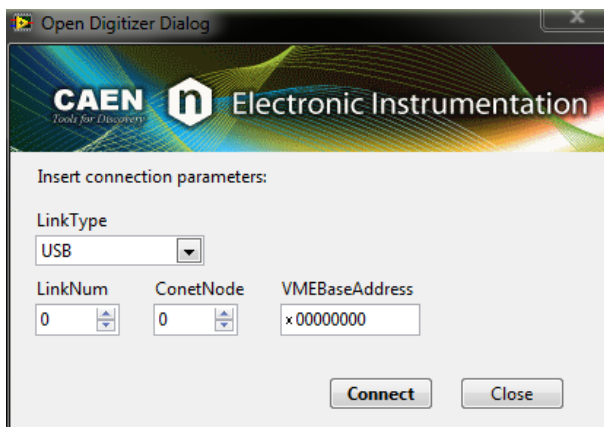 Open Digitizer Dialog
CAEN n Electronic Instrumentation
Tools for Discovery
Insert connection parameters:
LinkType
USB
LinkNum ConetNode VMEBaseAddress
0 0 x 00000000
Connect Close